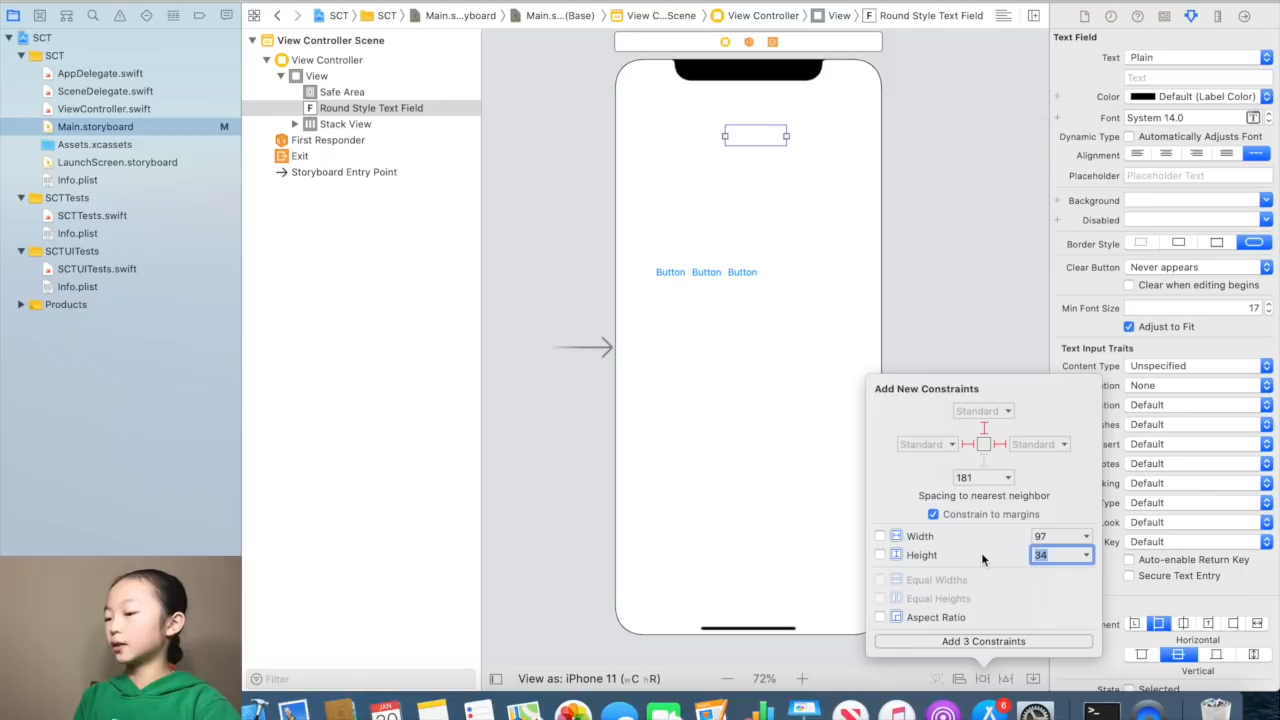 SCT
SCT
AppDelegate.swift
SceneDelegate.swift
ViewController.swift
Main.storyboard M
Assets.xcassets
LaunchScreen.storyboard
Info.plist
SCTTests
SCTTests.swift
Info.plist
SCTUITests
SCTUITests.swift
Info.plist
Products
SCT SCT Main.s...yboard Main.s...(Base) View C...Scene View Controller View F Round Style Text Field
View Controller Scene
View Controller
View
Safe Area
F Round Style Text Field
Stack View
First Responder
Exit
Storyboard Entry Point
Filter
Button Button Button
View as: iPhone 11 (wC hR)
72%
Add New Constraints
Standard
Standard Standard
181
Spacing to nearest neighbor
Constrain to margins
Width 97
Height 34
Equal Widths
Equal Heights
Aspect Ratio
Add 3 Constraints
Text Field
Text Plain
Text
Color Default (Label Color)
Font System 14.0
Dynamic Type Automatically Adjusts Font
Alignment
Placeholder Placeholder Text
Background
Disabled
Border Style
Clear Button Never appears
Clear when editing begins
Min Font Size 17
Adjust to Fit
Text Input Traits
Content Type Unspecified
None
Default
Default
Default
Default
Default
Default
Default
Key Default
Auto-enable Return Key
Secure Text Entry
Horizontal
Vertical
State Selected
6